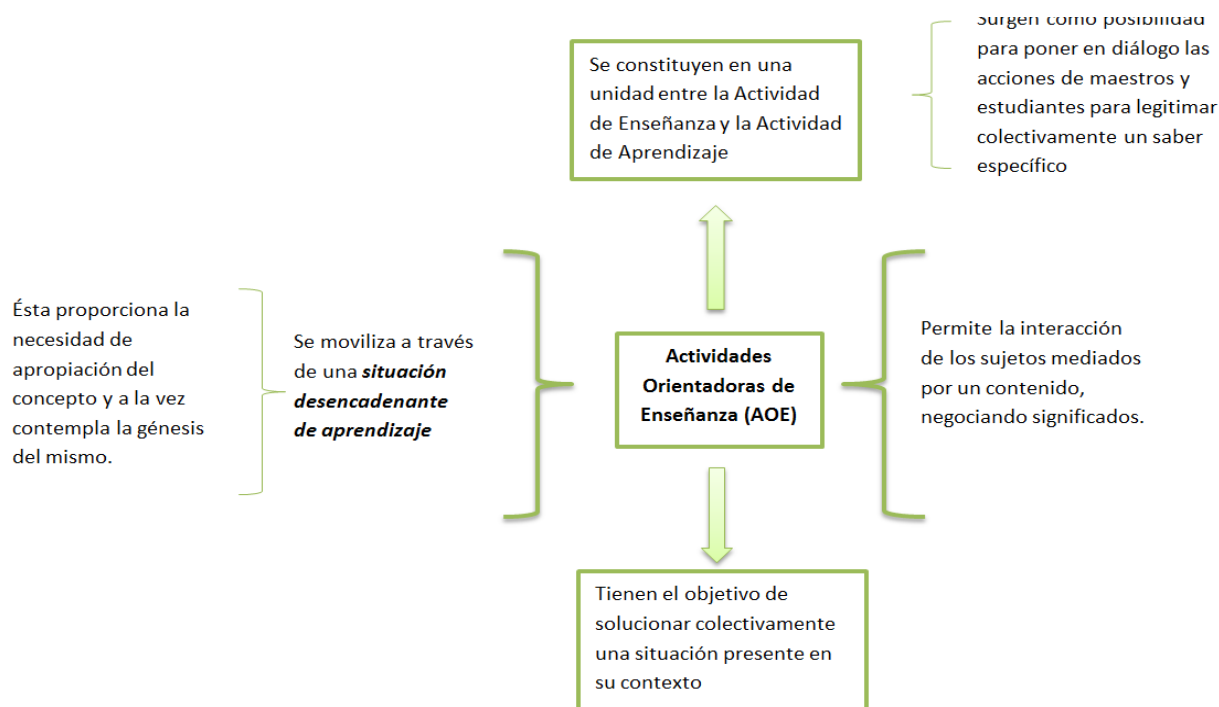 Surgen como posibilidad
para poner en diálogo las
acciones de maestros y
estudiantes para legitimar
colectivamente un saber
específico
Se constituyen en una
unidad entre la Actividad
de Enseñanza y la Actividad
de Aprendizaje
Ésta proporciona la
necesidad de
apropiación del
concepto y a la vez
contempla la génesis
del mismo.
Se moviliza a través
de una situación
desencadenante
de aprendizaje
Actividades
Orientadoras de
Enseñanza (AOE)
Permite la interacción
de los sujetos mediados
por un contenido,
negociando significados.
Tienen el objetivo de
solucionar colectivamente
una situación presente en
su contexto